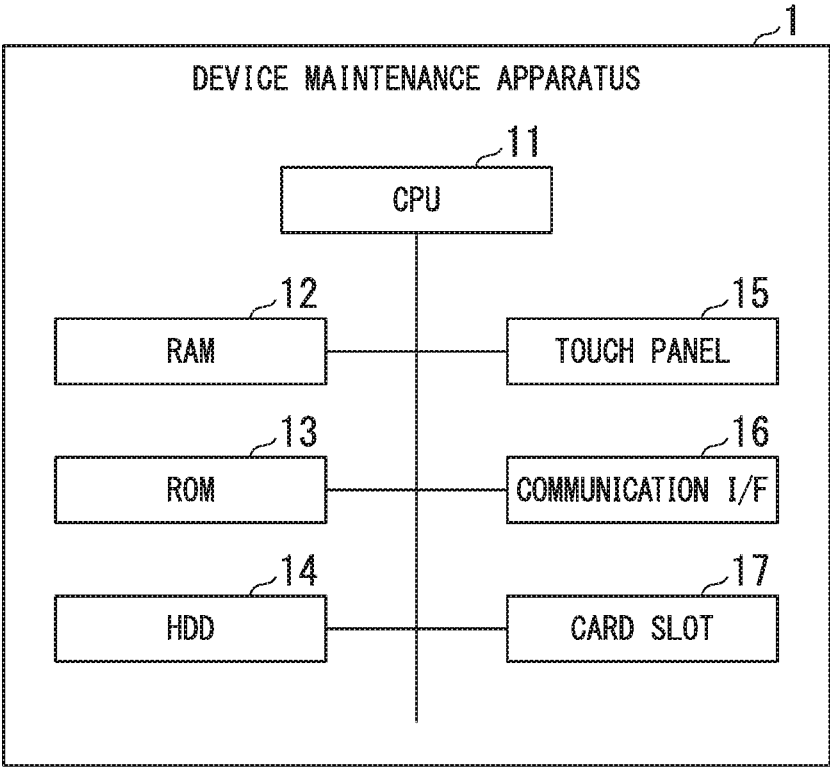 1
DEVICE MAINTENANCE APPARATUS
11
CPU
12
RAM
15
TOUCH PANEL
13
ROM
16
COMMUNICATION I/F
14
HDD
17
CARD SLOT